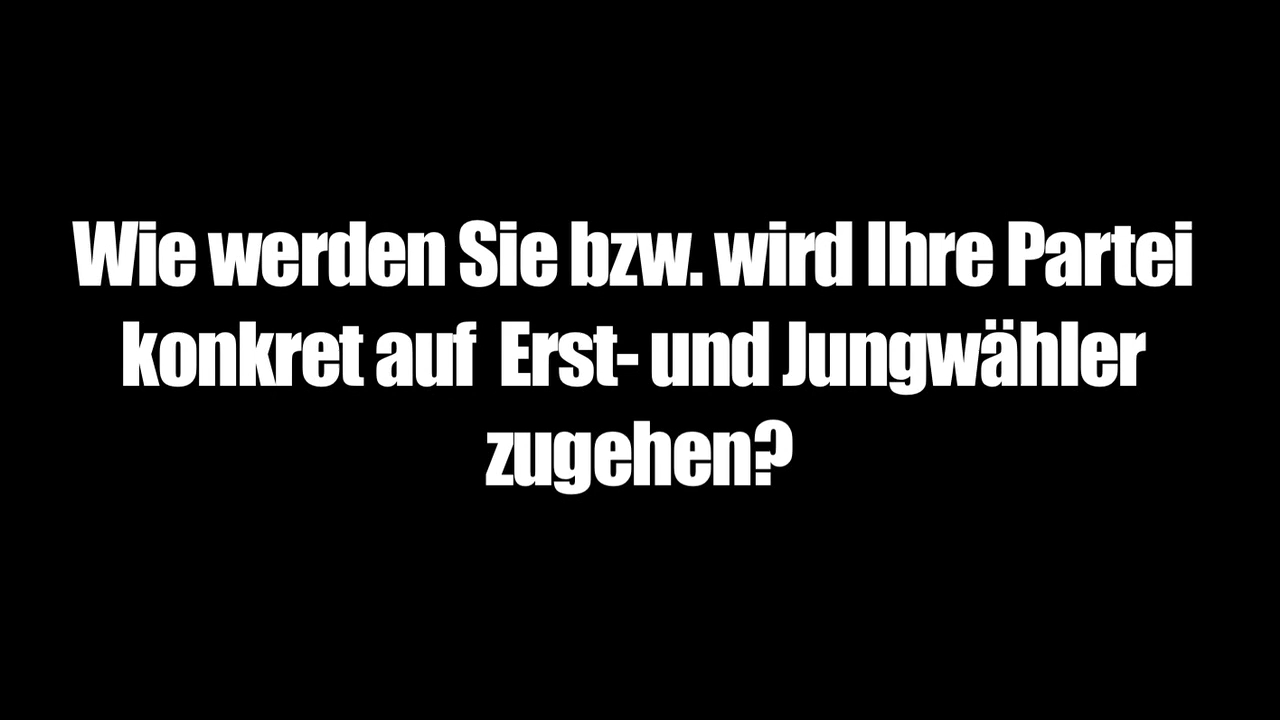 Wie werden Sie bzw. wird Ihre Partei
konkret auf  Erst- und Jungwähler
zugehen?